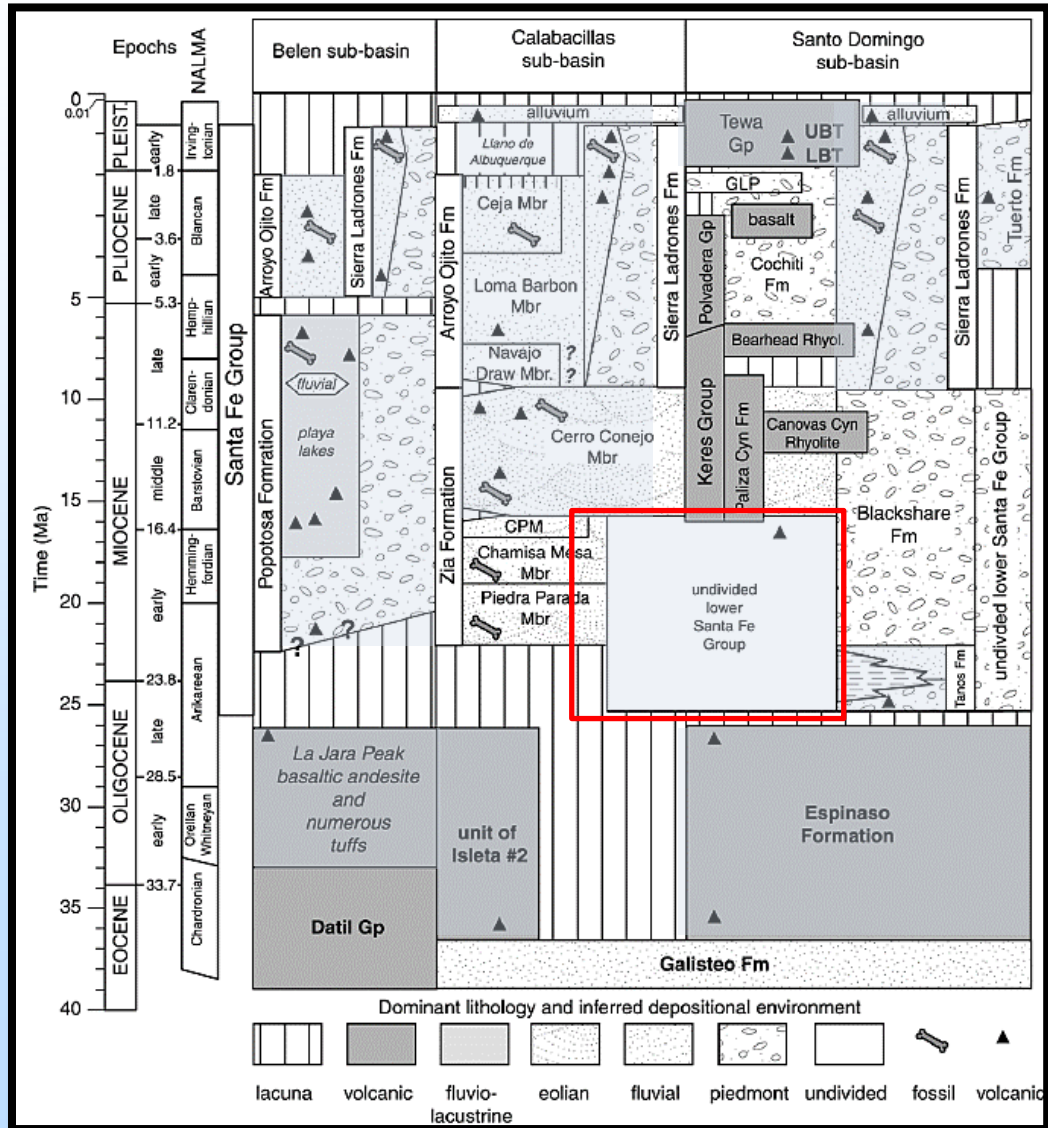 Epochs
NALMA
Belen sub-basin
Calabacillas
sub-basin
Santo Domingo
sub-basin
Time (Ma)
0
0.01
5
10
15
20
25
30
35
40
PLEIST.
PLIOCENE
MIOCENE
OLIGOCENE
EOCENE
early
1.8
late
3.6
early
5.3
late
11.2
middle
16.4
early
23.8
late
28.5
early
33.7
Irving-
tonian
Blancan
Hemp-
hillian
Claren-
donian
Barstovian
Hemming-
fordian
Arikareean
Orellan
Whitneyan
Chardronian
Santa Fe Group
Arroyo Ojito Fm
Sierra Ladrones Fm
Popotosa Fomration
fluvial
playa
lakes
?
?
La Jara Peak
basaltic andesite
and
numerous
tuffs
Datil Gp
alluvium
Llano de
Albuquerque
Arroyo Ojito Fm
Ceja Mbr
Loma Barbon
Mbr
Navajo
Draw Mbr.
?
?
Sierra Ladrones Fm
Zia Formation
Cerro Conejo
Mbr
CPM
Chamisa Mesa
Mbr
Piedra Parada
Mbr
unit of
Isleta #2
Tewa
Gp
UBT
LBT
GLP
basalt
Cochiti
Fm
Polvadera Gp
Bearhead Rhyol.
Keres Group
Paliza Cyn Fm
Canovas Cyn
Rhyolite
undivided
lower
Santa Fe
Group
alluvium
Sierra Ladrones Fm
Tuerto Fm
Blackshare
Fm
Tanos Fm
undivided lower Santa Fe Group
Espinaso
Formation
Galisteo Fm
Dominant lithology and inferred depositional environment
lacuna
volcanic
fluvio-
lacustrine
eolian
fluvial
piedmont
undivided
fossil
volcanic